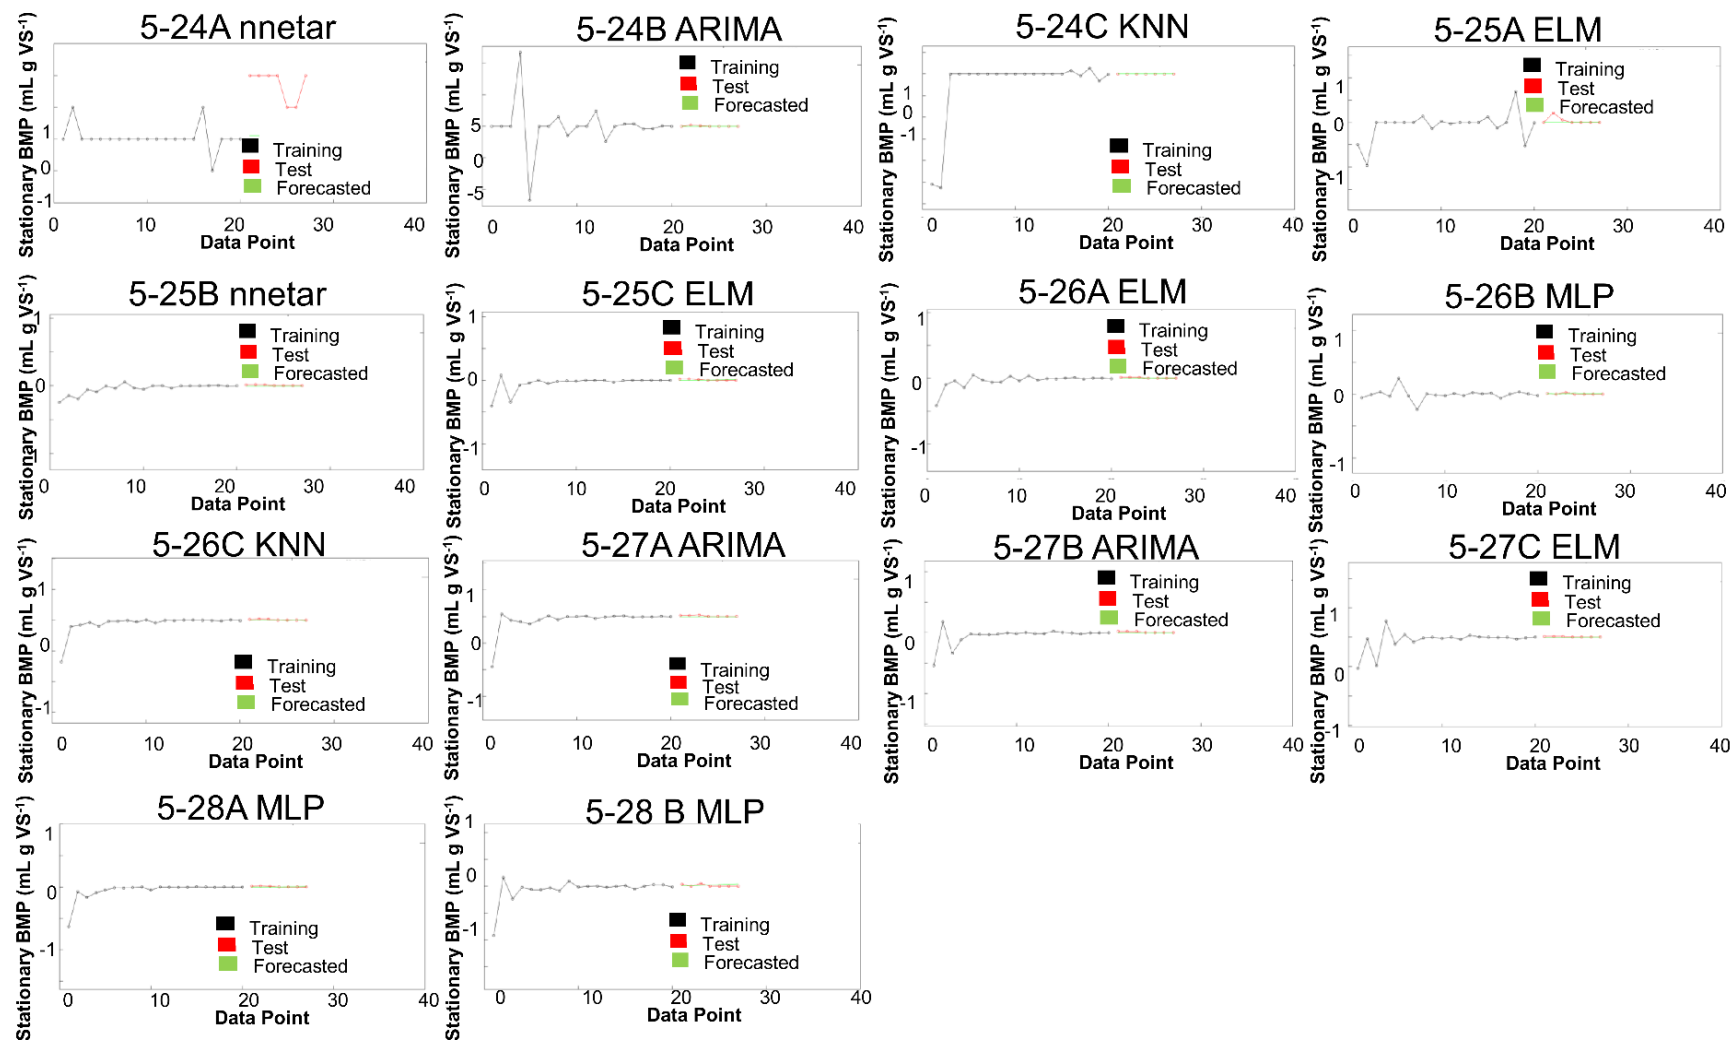 5-24A nnetar
Stationary BMP (mL g VS-1)
1
0
-1
Training
Test
Forecasted
0
10
20
30
40
Data Point
5-24B ARIMA
Stationary BMP (mL g VS-1)
5
0
-5
Training
Test
Forecasted
0
10
20
30
40
Data Point
5-24C KNN
Stationary BMP (mL g VS-1)
1
0
-1
Training
Test
Forecasted
0
10
20
30
40
Data Point
5-25A ELM
Stationary BMP (mL g VS-1)
1
0
-1
Training
Test
Forecasted
0
10
20
30
40
Data Point
5-25B nnetar
Stationary BMP (mL g VS-1)
1
0
-1
Training
Test
Forecasted
0
10
20
30
40
Data Point
5-25C ELM
Stationary BMP (mL g VS-1)
1
0
-1
Training
Test
Forecasted
0
10
20
30
40
Data Point
5-26A ELM
Stationary BMP (mL g VS-1)
1
0
-1
Training
Test
Forecasted
0
10
20
30
40
Data Point
5-26B MLP
Stationary BMP (mL g VS-1)
1
0
-1
Training
Test
Forecasted
0
10
20
30
40
Data Point
5-26C KNN
Stationary BMP (mL g VS-1)
1
0
-1
Training
Test
Forecasted
0
10
20
30
40
Data Point
5-27A ARIMA
Stationary BMP (mL g VS-1)
1
0
-1
Training
Test
Forecasted
0
10
20
30
40
Data Point
5-27B ARIMA
Stationary BMP (mL g VS-1)
1
0
-1
Training
Test
Forecasted
0
10
20
30
40
Data Point
5-27C ELM
Stationary BMP (mL g VS-1)
1
0
-1
Training
Test
Forecasted
0
10
20
30
40
Data Point
5-28A MLP
Stationary BMP (mL g VS-1)
1
0
-1
Training
Test
Forecasted
0
10
20
30
40
Data Point
5-28 B MLP
Stationary BMP (mL g VS-1)
1
0
-1
Training
Test
Forecasted
0
10
20
30
40
Data Point